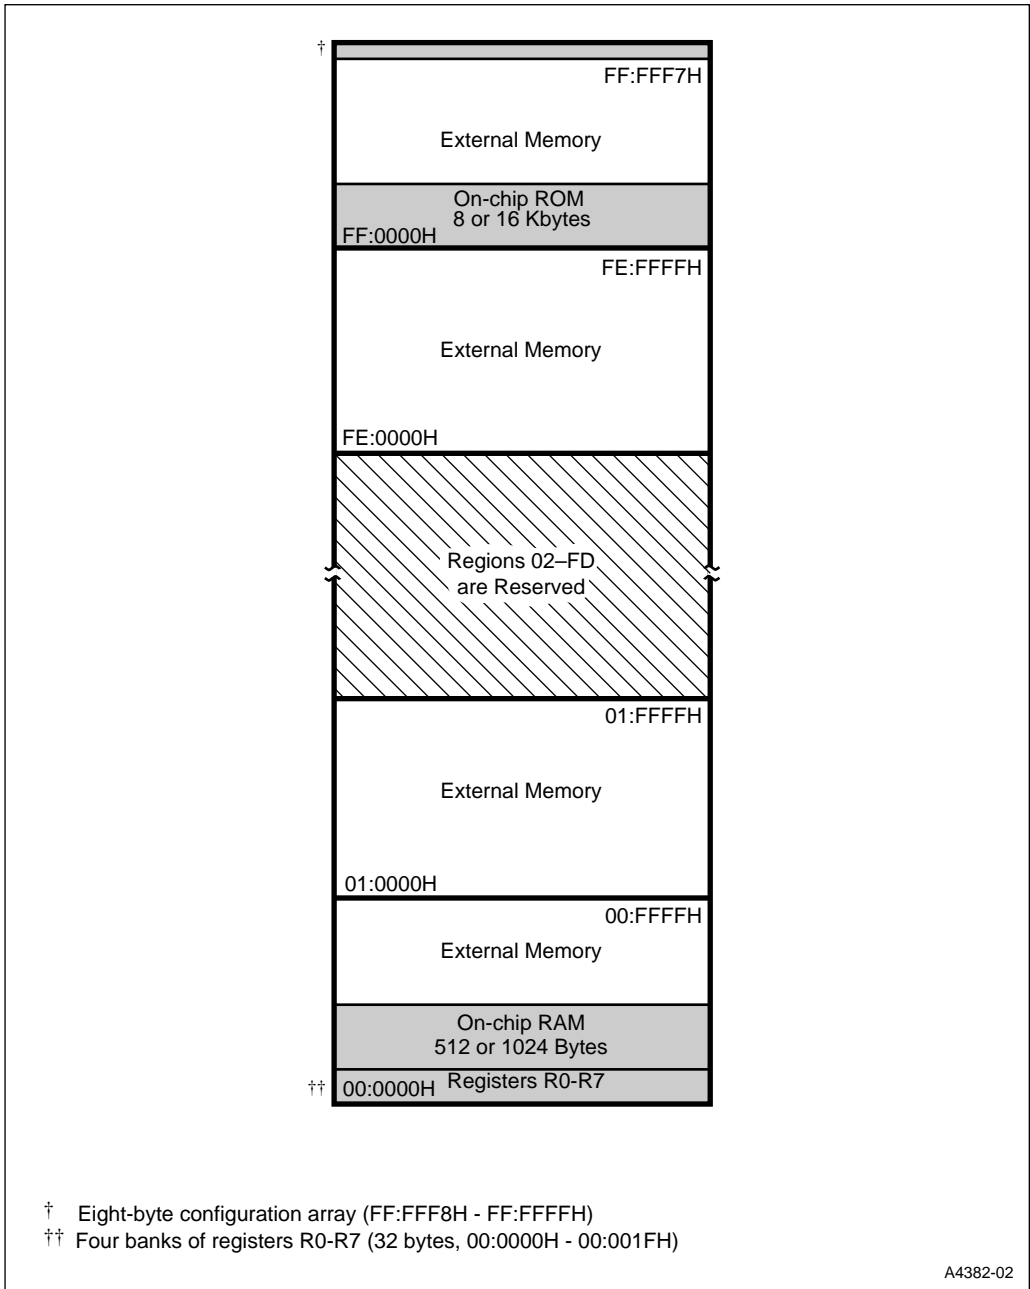 †
FF:FFF7H
External Memory
On-chip ROM
8 or 16 Kbytes
FF:0000H
FE:FFFFH
External Memory
FE:0000H
Regions 02–FD
are Reserved
01:FFFFH
External Memory
01:0000H
00:FFFFH
External Memory
On-chip RAM
512 or 1024 Bytes
†† 00:0000H Registers R0-R7
† Eight-byte configuration array (FF:FFF8H - FF:FFFFH)
†† Four banks of registers R0-R7 (32 bytes, 00:0000H - 00:001FH)
A4382-02